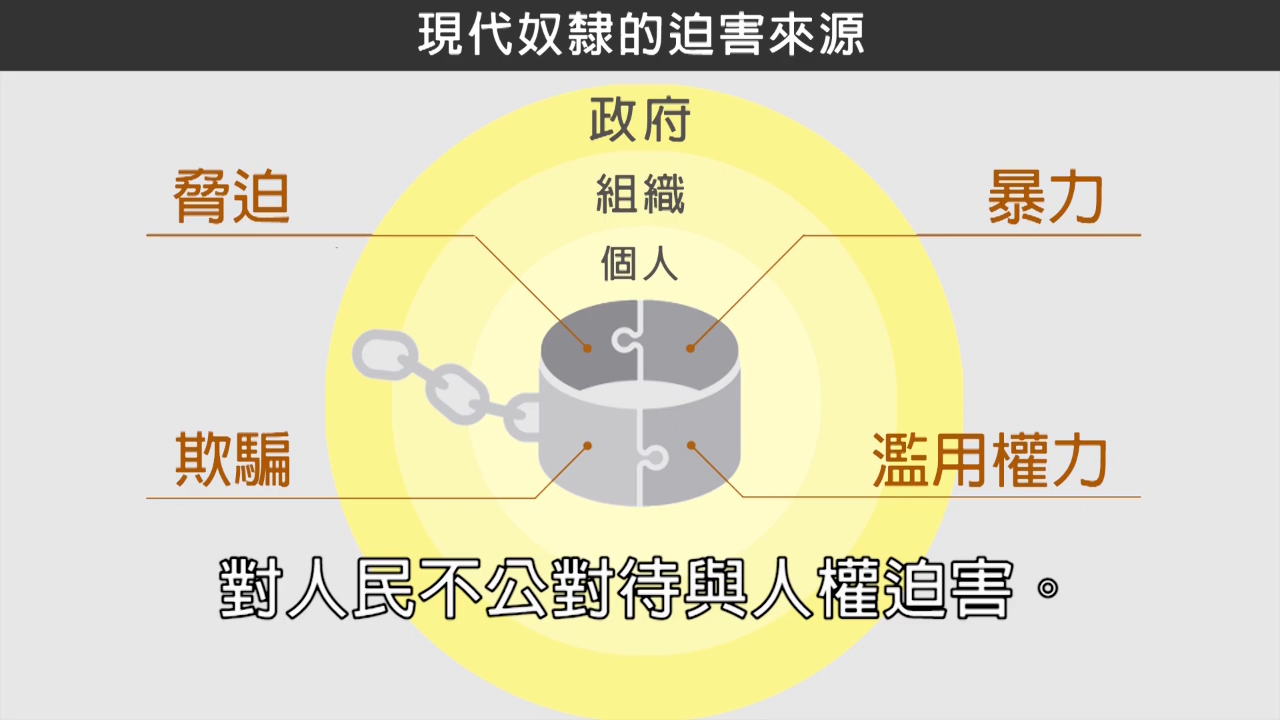 現代奴隸的迫害來源
政府
組織
個人
脅迫
暴力
欺騙
濫用權力
對人民不公對待與人權迫害。